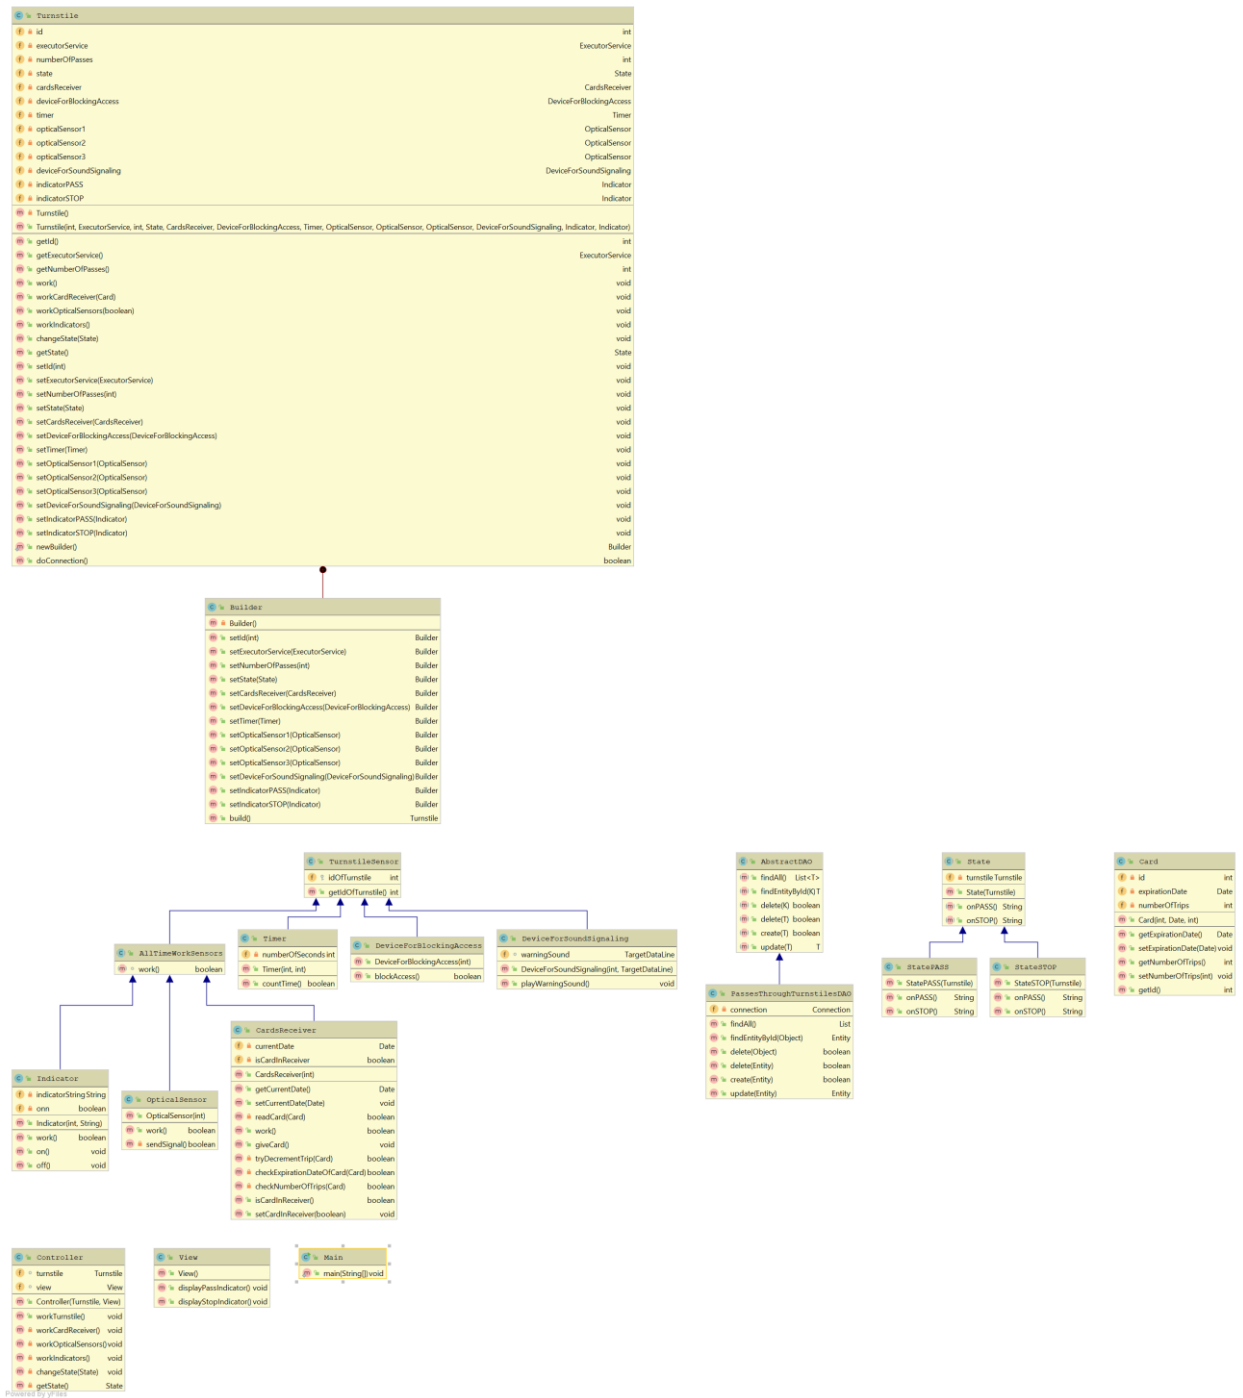 Turnstile
id int
executorService ExecutorService
numberOfPasses int
state State
cardsReceiver CardsReceiver
deviceForBlockingAccess DeviceForBlockingAccess
timer Timer
opticalSensor1 OpticalSensor
opticalSensor2 OpticalSensor
opticalSensor3 OpticalSensor
deviceForSoundSignaling DeviceForSoundSignaling
indicatorPASS Indicator
indicatorSTOP Indicator
Turnstile()
Turnstile(int, ExecutorService, int, State, CardsReceiver, DeviceForBlockingAccess, Timer, OpticalSensor, OpticalSensor, OpticalSensor, DeviceForSoundSignaling, Indicator, Indicator)
getId() int
getExecutorService() ExecutorService
getNumberOfPasses() int
work() void
workCardReceiver(Card) void
workOpticalSensors(boolean) void
workIndicators() void
changeState(State) void
getState() State
setId(int) void
setExecutorService(ExecutorService) void
setNumberOfPasses(int) void
setState(State) void
setCardsReceiver(CardsReceiver) void
setDeviceForBlockingAccess(DeviceForBlockingAccess) void
setTimer(Timer) void
setOpticalSensor1(OpticalSensor) void
setOpticalSensor2(OpticalSensor) void
setOpticalSensor3(OpticalSensor) void
setDeviceForSoundSignaling(DeviceForSoundSignaling) void
setIndicatorPASS(Indicator) void
setIndicatorSTOP(Indicator) void
newBuilder() Builder
doConnection() boolean
Builder
Builder()
setId(int) Builder
setExecutorService(ExecutorService) Builder
setNumberOfPasses(int) Builder
setState(State) Builder
setCardsReceiver(CardsReceiver) Builder
setDeviceForBlockingAccess(DeviceForBlockingAccess) Builder
setTimer(Timer) Builder
setOpticalSensor1(OpticalSensor) Builder
setOpticalSensor2(OpticalSensor) Builder
setOpticalSensor3(OpticalSensor) Builder
setDeviceForSoundSignaling(DeviceForSoundSignaling) Builder
setIndicatorPASS(Indicator) Builder
setIndicatorSTOP(Indicator) Builder
build() Turnstile
TurnstileSensor
idOfTurnstile int
getIdOfTurnstile() int
AllTimeWorkSensors
work() boolean
Timer
numberOfSeconds int
Timer(int, int)
countTime() boolean
DeviceForBlockingAccess
DeviceForBlockingAccess(int)
blockAccess() boolean
DeviceForSoundSignaling
warningSound TargetDataLine
DeviceForSoundSignaling(int, TargetDataLine)
playWarningSound() void
Indicator
indicatorString String
onn boolean
Indicator(int, String)
work() boolean
on() void
off() void
OpticalSensor
OpticalSensor(int)
work() boolean
sendSignal() boolean
CardsReceiver
currentDate Date
isCardInReceiver boolean
CardsReceiver(int)
getCurrentDate() Date
setCurrentDate(Date) void
readCard(Card) boolean
work() boolean
giveCard() void
tryDecrementTrip(Card) boolean
checkExpirationDateOfCard(Card) boolean
checkNumberOfTrips(Card) boolean
isCardInReceiver() boolean
setCardInReceiver(boolean) void
AbstractDAO
findAll() List<T>
findEntityById(K) T
delete(K) boolean
delete(T) boolean
create(T) boolean
update(T) T
PassesThroughTurnstilesDAO
connection Connection
findAll() List
findEntityById(Object) Entity
delete(Object) boolean
delete(Entity) boolean
create(Entity) boolean
update(Entity) Entity
State
turnstile Turnstile
State(Turnstile)
onPASS() String
onSTOP() String
StatePASS
StatePASS(Turnstile)
onPASS() String
onSTOP() String
StateSTOP
StateSTOP(Turnstile)
onPASS() String
onSTOP() String
Card
id int
expirationDate Date
numberOfTrips int
Card(int, Date, int)
getExpirationDate() Date
setExpirationDate(Date) void
getNumberOfTrips() int
setNumberOfTrips(int) void
getId() int
Controller
turnstile Turnstile
view View
Controller(Turnstile, View)
workTurnstile() void
workCardReceiver() void
workOpticalSensors() void
workIndicators() void
changeState(State) void
getState() State
View
View()
displayPassIndicator() void
displayStopIndicator() void
Main
main(String[]) void
Powered by yFiles